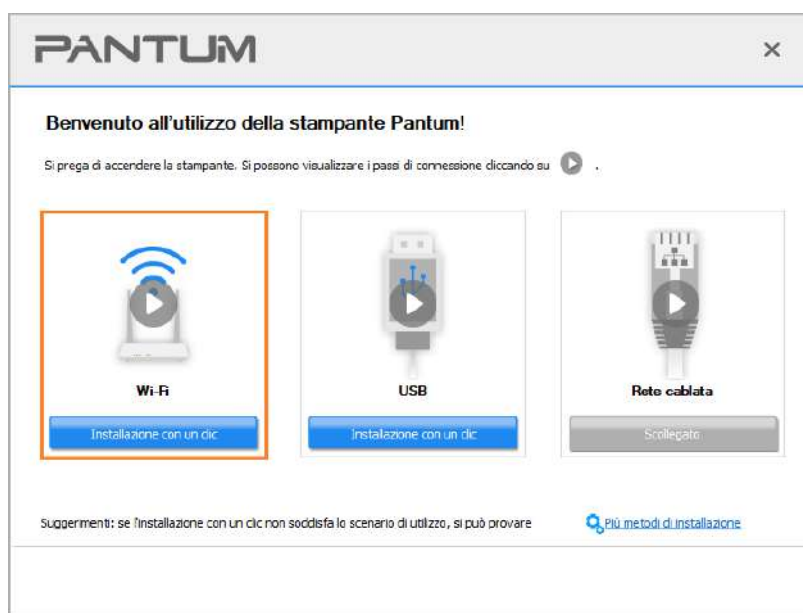 PANTUM
Benvenuto all'utilizzo della stampante Pantum!
Si prega di accendere la stampante. Si possono visualizzare i passi di connessione cliccando su .
Wi-Fi
USB
Rete cablata
Installazione con un clic
Installazione con un clic
Scollegato
Suggerimenti: se l'installazione con un clic non soddisfa lo scenario di utilizzo, si può provare
Più metodi di installazione